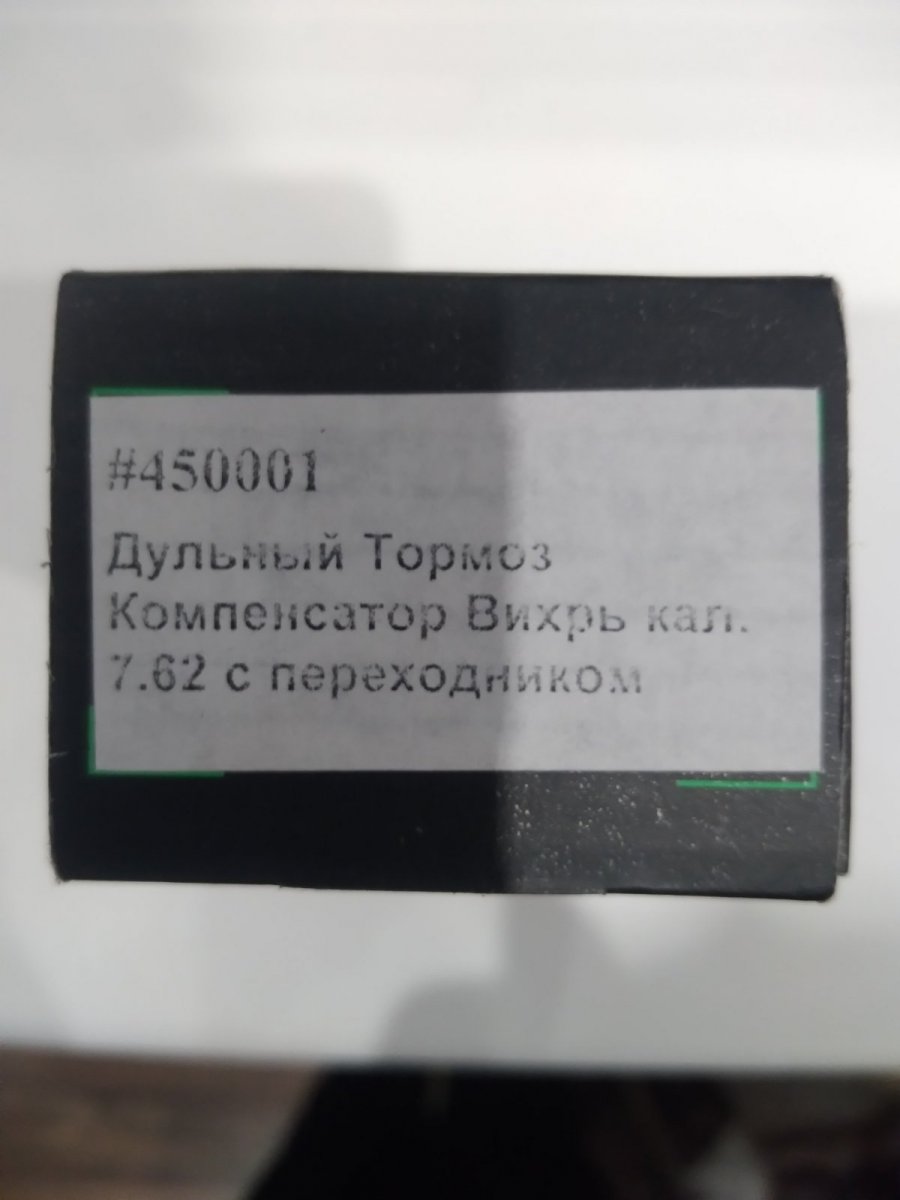 #450001
Дульный Тормоз
Компенсатор Вихрь кал.
7.62 с переходником